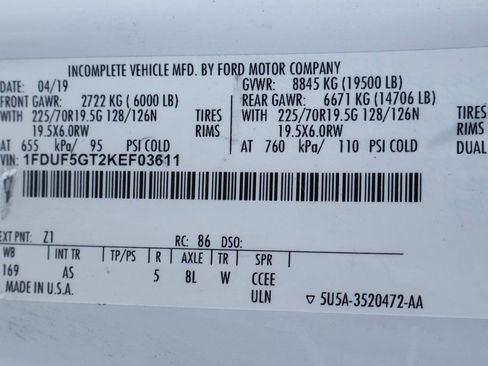 INCOMPLETE VEHICLE MFD. BY FORD MOTOR COMPANY
DATE: 04/19 GVWR: 8845 KG (19500 LB)
FRONT GAWR: 2722 KG ( 6000 LB) REAR GAWR: 6671 KG (14706 LB)
WITH 225/70R19.5G 128/126N TIRES WITH 225/70R19.5G 128/126N TIRES
19.5X6.0RW RIMS 19.5X6.0RW RIMS
AT 655 kPa/ 95 PSI COLD AT 760 kPa/ 110 PSI COLD DUAL
VIN: 1FDUF5GT2KEF03611
EXT PNT: Z1 RC: 86 DSO:
WB INT TR TP/PS R AXLE TR SPR
169 AS 5 8L W CCEE
MADE IN U.S.A. ULN ▽ 5U5A-3520472-AA